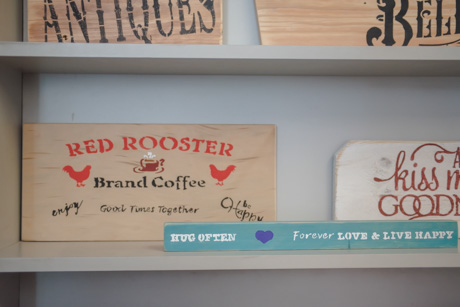 ANTIQUES
RED ROOSTER
Brand Coffee
enjoy
Good Times Together
be
Happy
kiss
GOOD
HUG OFTEN Forever LOVE & LIVE HAPPY